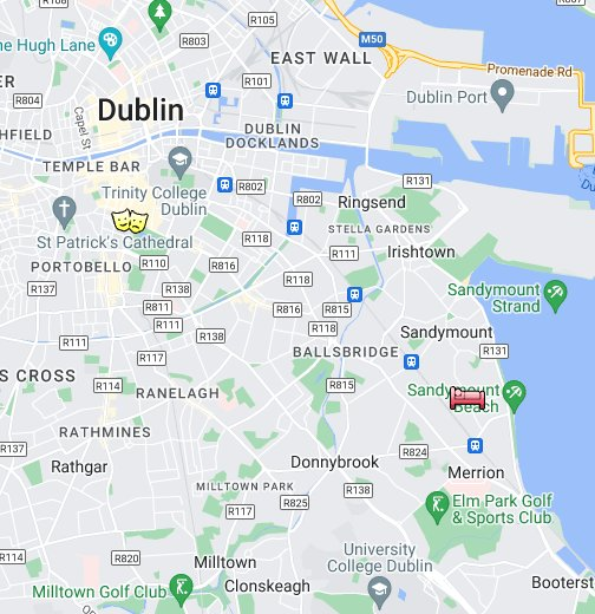 R108
R105
R807
he Hugh Lane
R803
M50
EAST WALL
ER
R101
Promenade Rd
R804
Capel St
Dublin
Dublin Port
HFIELD
DUBLIN
DOCKLANDS
TEMPLE BAR
Trinity College
Dublin
R802
R131
Du
R802
Ringsend
St Patrick's Cathedral
R118
STELLA GARDENS
PORTOBELLO
R110
R816
R111
Irishtown
R137
R138
R118
Sandymount
Strand
R811
R816
R815
R111
R118
R138
Sandymount
R111
R117
BALLSBRIDGE
R131
S CROSS
R114
RANELAGH
R815
Sandymount
Beach
RATHMINES
R137
R824
Rathgar
Donnybrook
Merrion
MILLTOWN PARK
R138
R825
R117
Elm Park Golf
& Sports Club
R114
R820
Milltown
University
College Dublin
Milltown Golf Club
Clonskeagh
Booterst